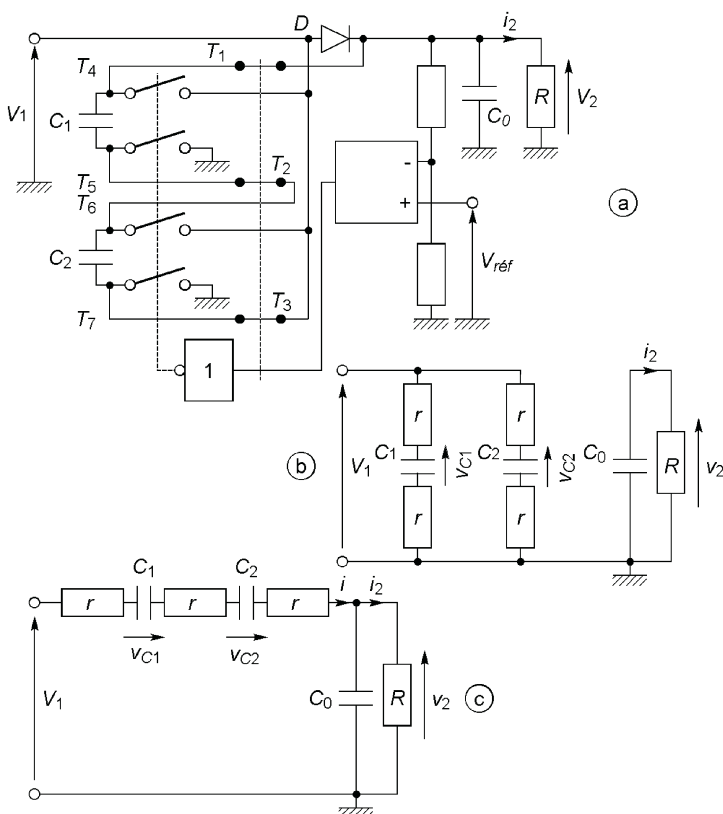 D
i2
T4
T1
V1
C1
C0
R
V2
T5
T2
T6
-
+
a
C2
Vréf
T7
T3
1
i2
r
r
b
V1
C1
vC1
C2
vC2
C0
R
v2
r
r
C1
C2
r
r
r
i
i2
vC1
vC2
V1
C0
R
v2
c